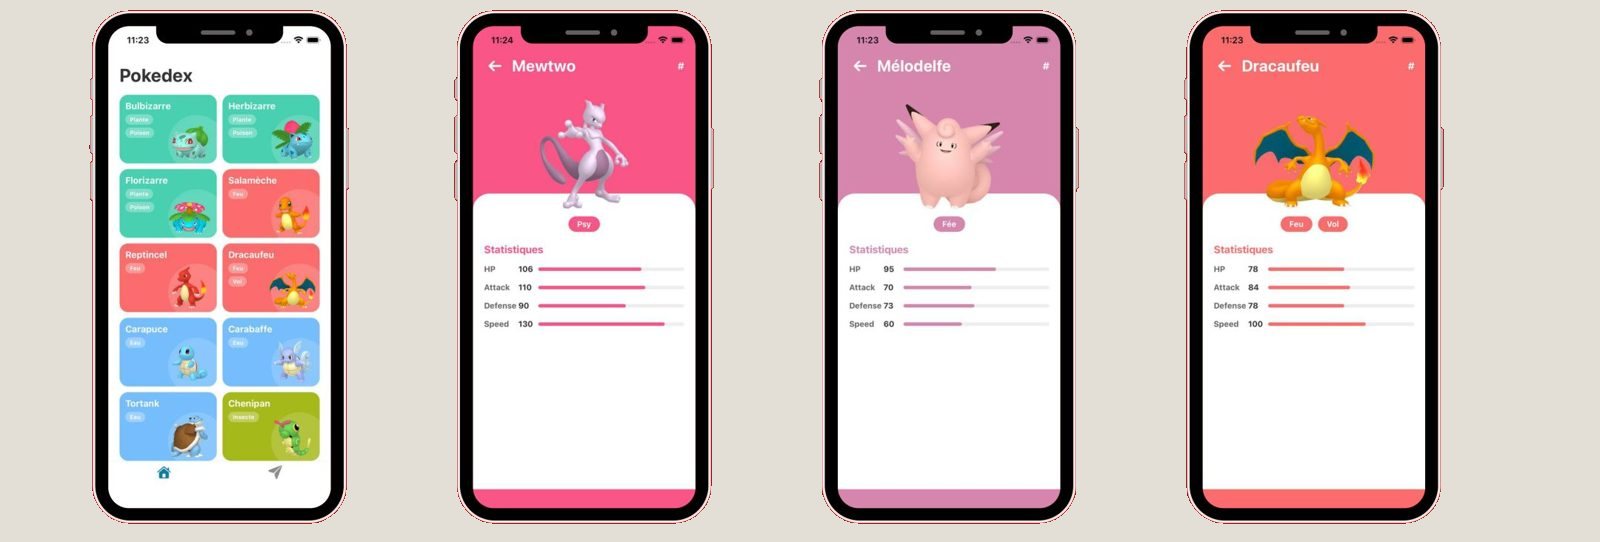 11:23
Pokedex
Bulbizarre
Plante
Poison
Herbizarre
Plante
Poison
Florizarre
Plante
Poison
Salamèche
Feu
Reptincel
Feu
Dracaufeu
Feu
Vol
Carapuce
Eau
Carabaffe
Eau
Tortank
Eau
Chenipan
Insecte
11:24
Mewtwo #
Psy
Statistiques
HP 106
Attack 110
Defense 90
Speed 130
11:23
Mélodelfe #
Fée
Statistiques
HP 95
Attack 70
Defense 73
Speed 60
11:23
Dracaufeu #
Feu Vol
Statistiques
HP 78
Attack 84
Defense 78
Speed 100